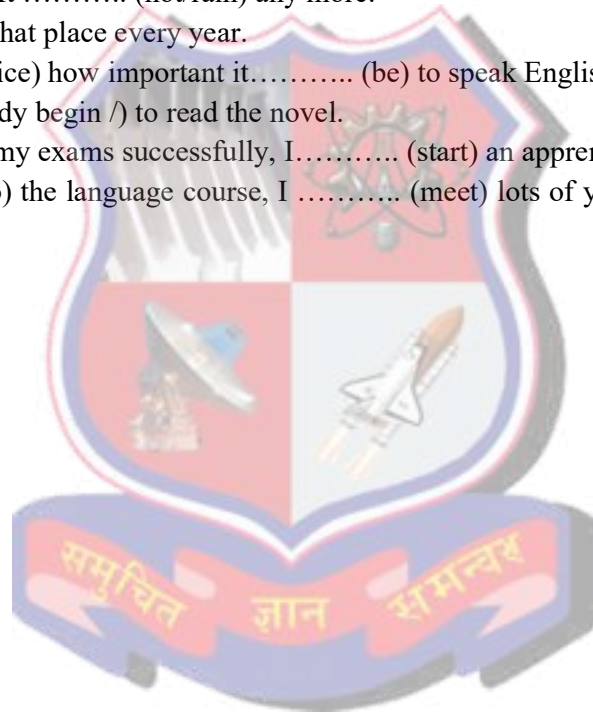 ……….. (not rain) any more.
hat place every year.
ice) how important it……….. (be) to speak Englis
dy begin /) to read the novel.
my exams successfully, I……….. (start) an appren
) the language course, I ……….. (meet) lots of y
समुचित ज्ञान समन्वय